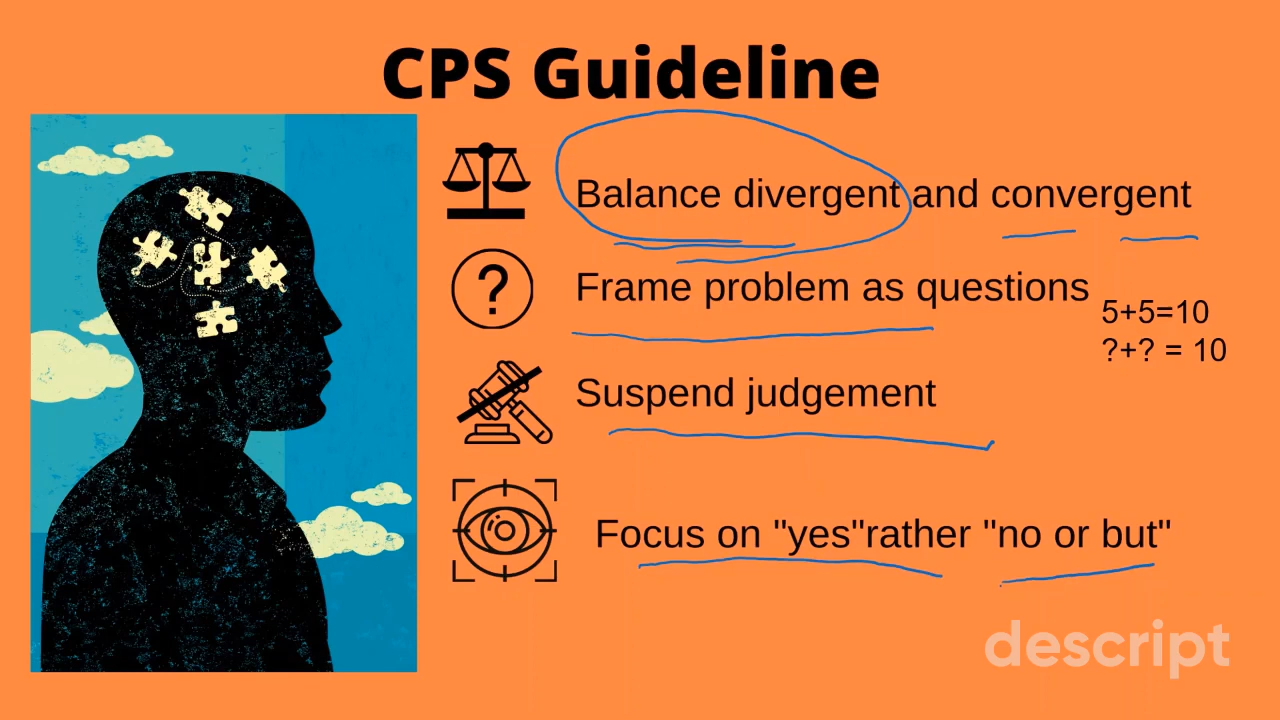 CPS Guideline
Balance divergent and convergent
Frame problem as questions
5+5=10
?+? = 10
Suspend judgement
Focus on "yes"rather "no or but"
descript